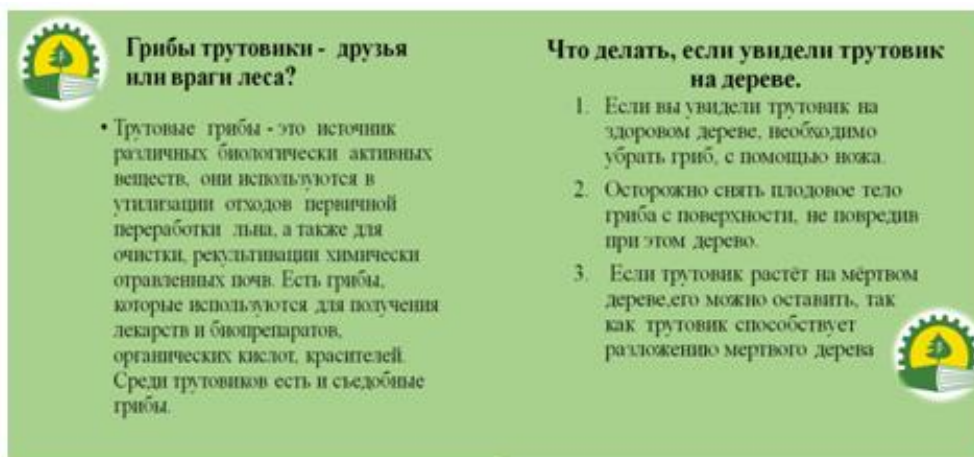 Грибы трутовики - друзья
или враги леса?
• Трутовые грибы - это источник
различных биологически активных
веществ, они используются в
утилизации отходов первичной
переработки льна, а также для
очистки, рекультивации химически
отравленных почв. Есть грибы,
которые используются для получения
лекарств и биопрепаратов,
органических кислот, красителей.
Среди трутовиков есть и съедобные
грибы.
Что делать, если увидели трутовик
на дереве.
1. Если вы увидели трутовик на
здоровом дереве, необходимо
убрать гриб, с помощью ножа.
2. Осторожно снять плодовое тело
гриба с поверхности, не повредив
при этом дерево.
3. Если трутовик растёт на мёртвом
дереве,его можно оставить, так
как трутовик способствует
разложению мертвого дерева